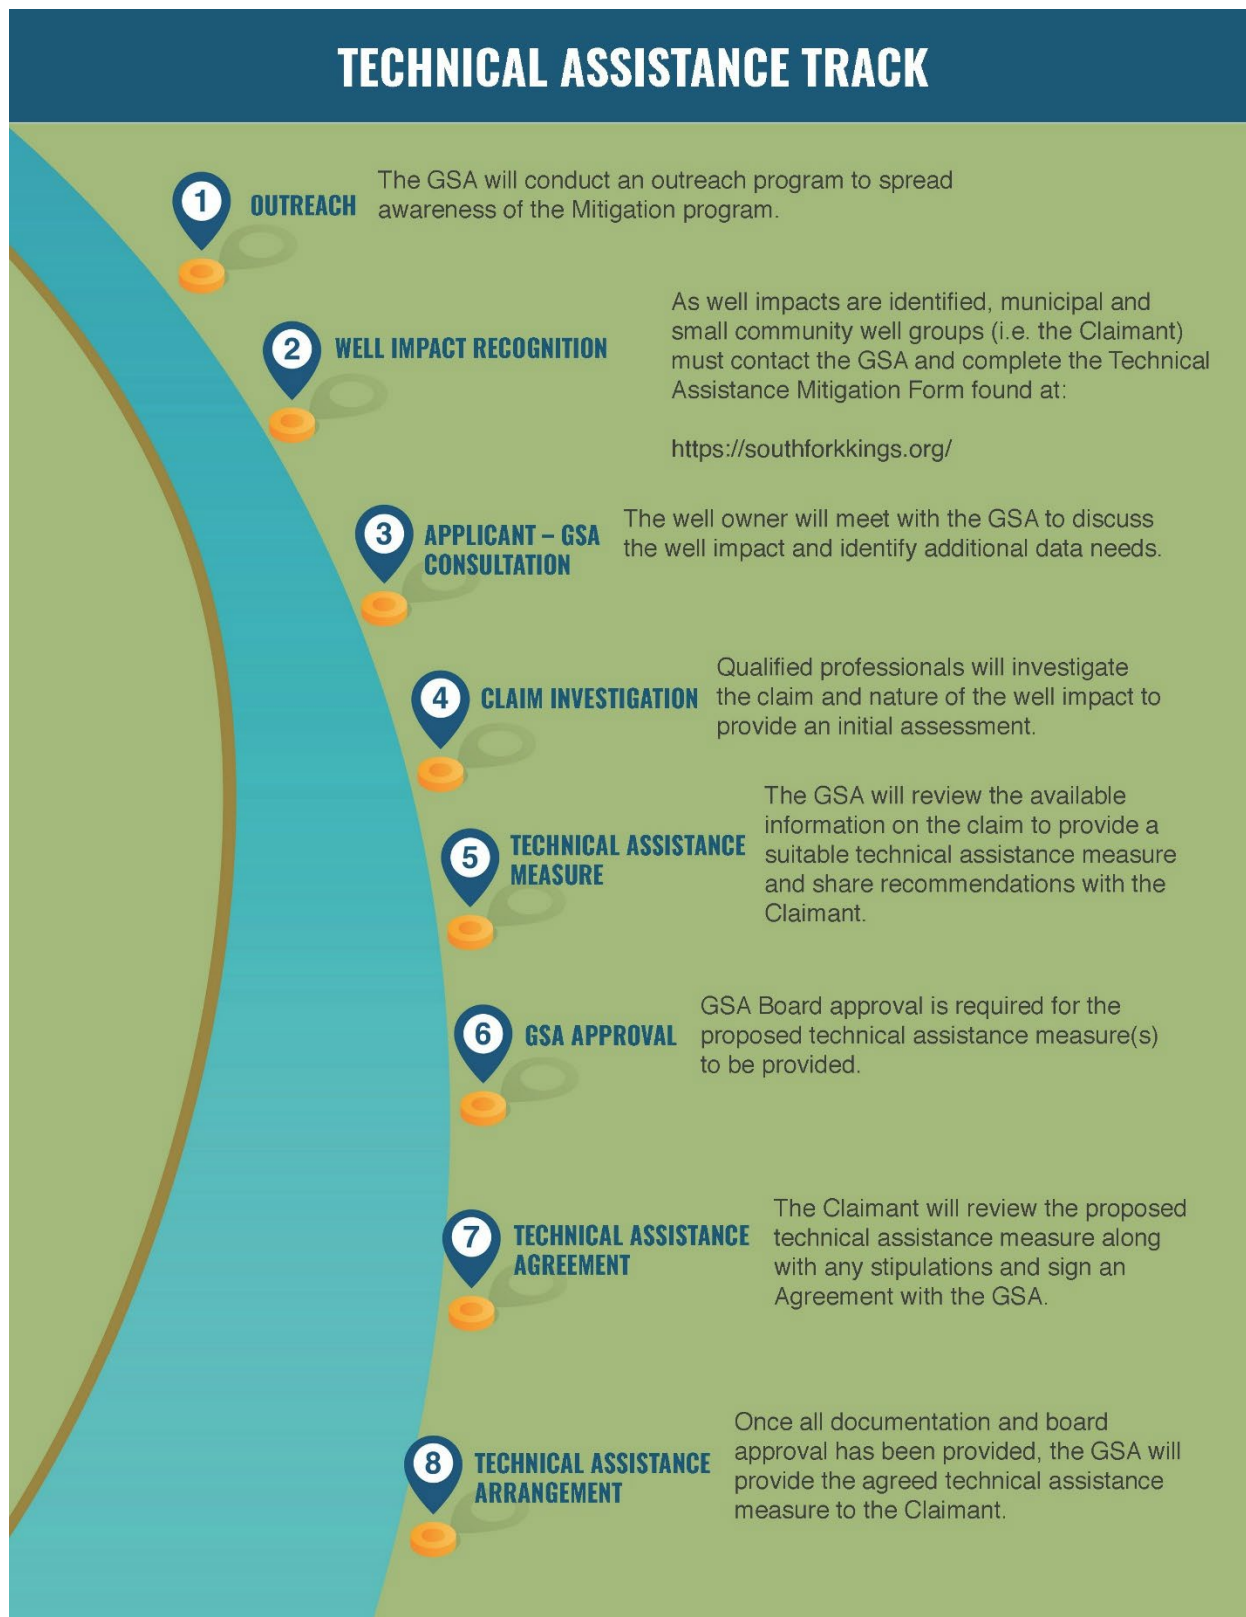 TECHNICAL ASSISTANCE TRACK
1
OUTREACH
The GSA will conduct an outreach program to spread
awareness of the Mitigation program.
2
WELL IMPACT RECOGNITION
As well impacts are identified, municipal and
small community well groups (i.e. the Claimant)
must contact the GSA and complete the Technical
Assistance Mitigation Form found at:
https://southforkkings.org/
3
APPLICANT – GSA
CONSULTATION
The well owner will meet with the GSA to discuss
the well impact and identify additional data needs.
4
CLAIM INVESTIGATION
Qualified professionals will investigate
the claim and nature of the well impact to
provide an initial assessment.
5
TECHNICAL ASSISTANCE
MEASURE
The GSA will review the available
information on the claim to provide a
suitable technical assistance measure
and share recommendations with the
Claimant.
6
GSA APPROVAL
GSA Board approval is required for the
proposed technical assistance measure(s)
to be provided.
7
TECHNICAL ASSISTANCE
AGREEMENT
The Claimant will review the proposed
technical assistance measure along
with any stipulations and sign an
Agreement with the GSA.
8
TECHNICAL ASSISTANCE
ARRANGEMENT
Once all documentation and board
approval has been provided, the GSA will
provide the agreed technical assistance
measure to the Claimant.